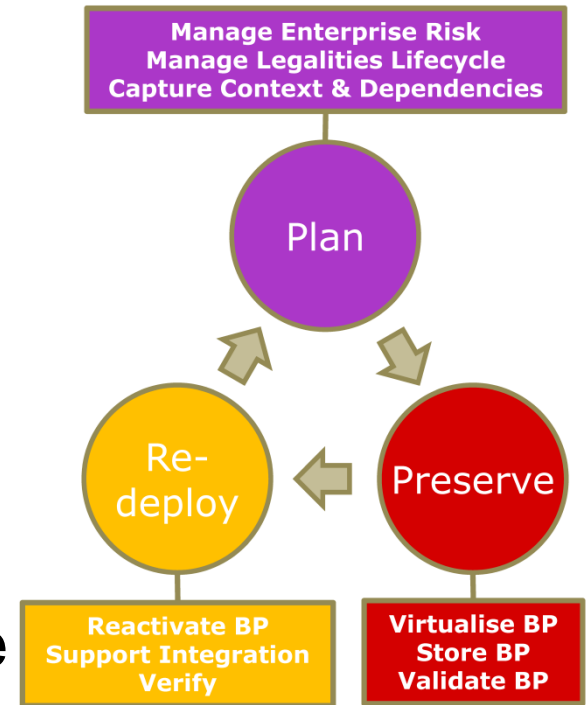 Manage Enterprise Risk
Manage Legalities Lifecycle
Capture Context & Dependencies
Plan
Re-
deploy
Preserve
e
Reactivate BP
Support Integration
Verify
Virtualise BP
Store BP
Validate BP